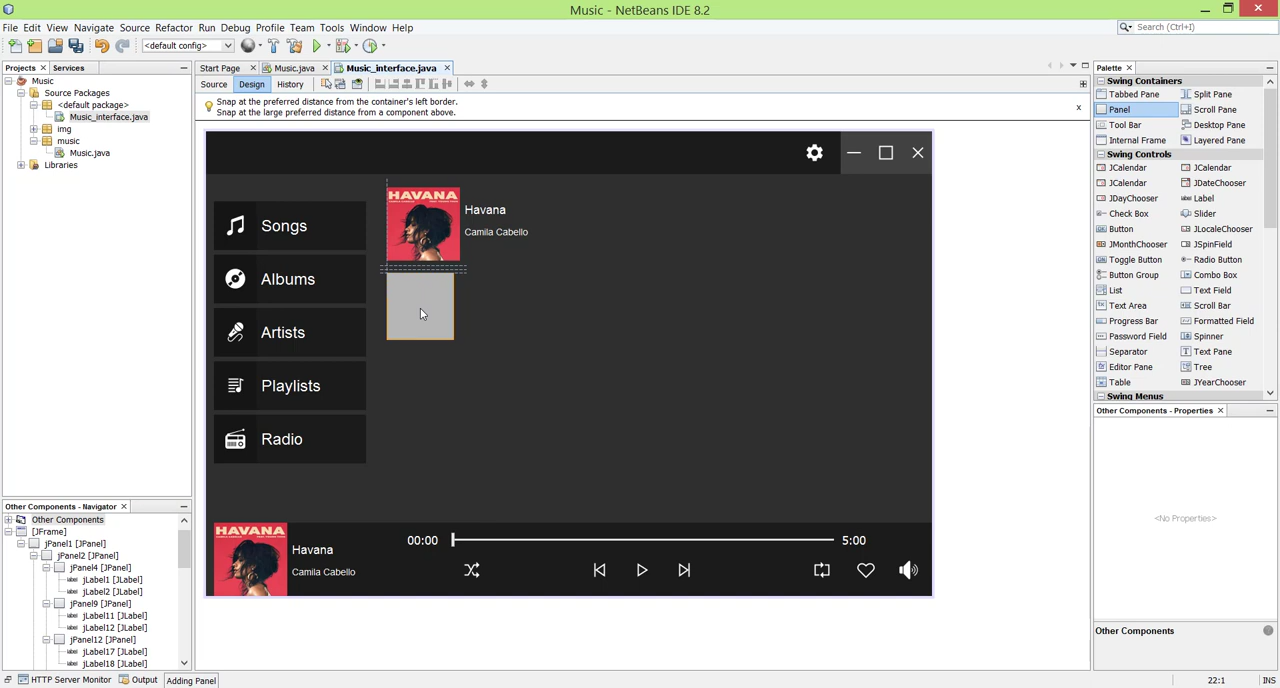 Music - NetBeans IDE 8.2
File Edit View Navigate Source Refactor Run Debug Profile Team Tools Window Help
Search (Ctrl+I)
<default config>
Projects Services
Start Page Music.java Music_interface.java
Palette
Source Design History
Music
Source Packages
<default package>
Music_interface.java
img
music
Music.java
Libraries
Snap at the preferred distance from the container's left border.
Snap at the large preferred distance from a component above.
x
Songs
Albums
Artists
Playlists
Radio
HAVANA
Havana
Camila Cabello
HAVANA
Havana
Camila Cabello
00:00
5:00
Swing Containers
Tabbed Pane Split Pane
Panel Scroll Pane
Tool Bar Desktop Pane
Internal Frame Layered Pane
Swing Controls
JCalendar JCalendar
JCalendar JDateChooser
JDayChooser Label
Check Box Slider
Button JLocaleChooser
JMonthChooser JSpinField
Toggle Button Radio Button
Button Group Combo Box
List Text Field
Text Area Scroll Bar
Progress Bar Formatted Field
Password Field Spinner
Separator Text Pane
Editor Pane Tree
Table JYearChooser
Swing Menus
Other Components - Properties
<No Properties>
Other Components
Other Components - Navigator
Other Components
[JFrame]
jPanel1 [JPanel]
jPanel2 [JPanel]
jPanel4 [JPanel]
label jLabel1 [JLabel]
label jLabel2 [JLabel]
jPanel9 [JPanel]
label jLabel11 [JLabel]
label jLabel12 [JLabel]
jPanel12 [JPanel]
label jLabel17 [JLabel]
label jLabel18 [JLabel]
HTTP Server Monitor Output Adding Panel
22:1 INS